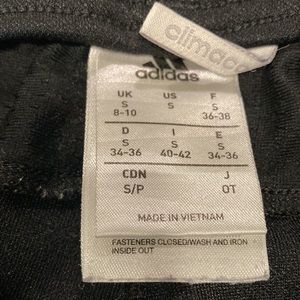 climac
adidas
UK US F
S S S
8-10 36-38
D I E
S S S
34-36 40-42 34-36
CDN J
S/P OT
MADE IN VIETNAM
FASTENERS CLOSED/WASH AND IRON
INSIDE OUT